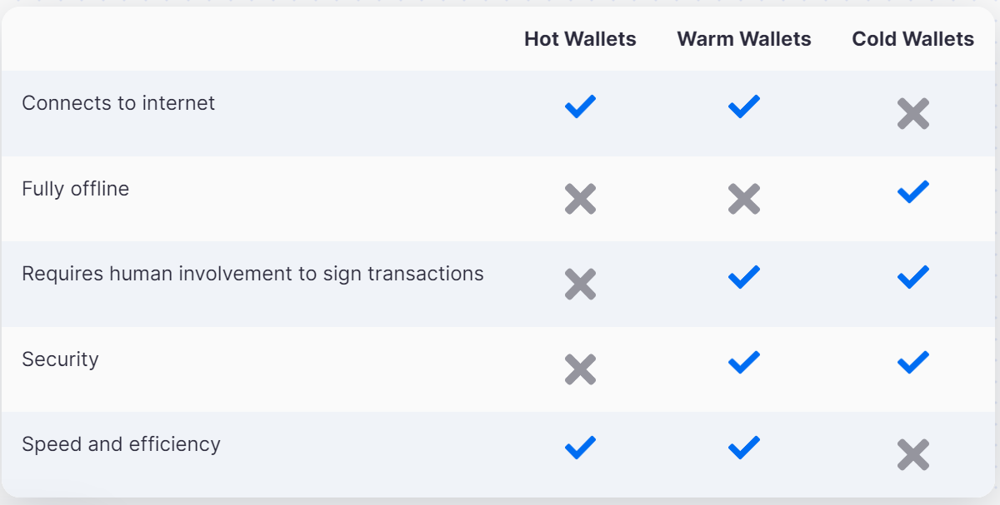 Hot Wallets Warm Wallets Cold Wallets
Connects to internet
Fully offline
Requires human involvement to sign transactions
Security
Speed and efficiency